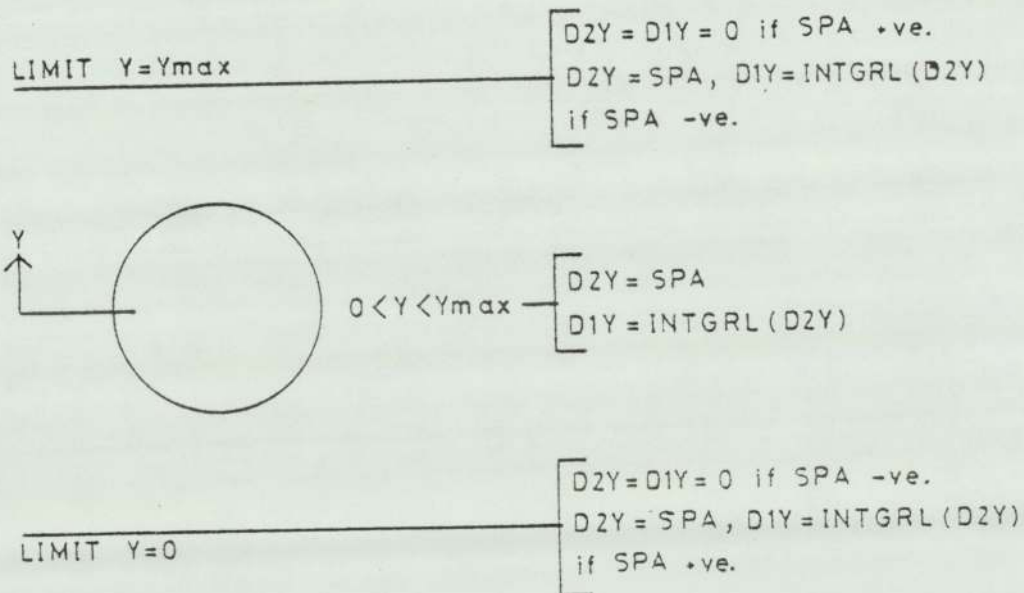 D2Y = D1Y = 0 if SPA +ve.
LIMIT Y=Ymax
D2Y = SPA, D1Y = INTGRL (D2Y)
if SPA -ve.
Y
0 < Y < Ymax
D2Y = SPA
D1Y = INTGRL (D2Y)
D2Y = D1Y = 0 if SPA -ve.
D2Y = SPA, D1Y = INTGRL (D2Y)
LIMIT Y=0
if SPA +ve.